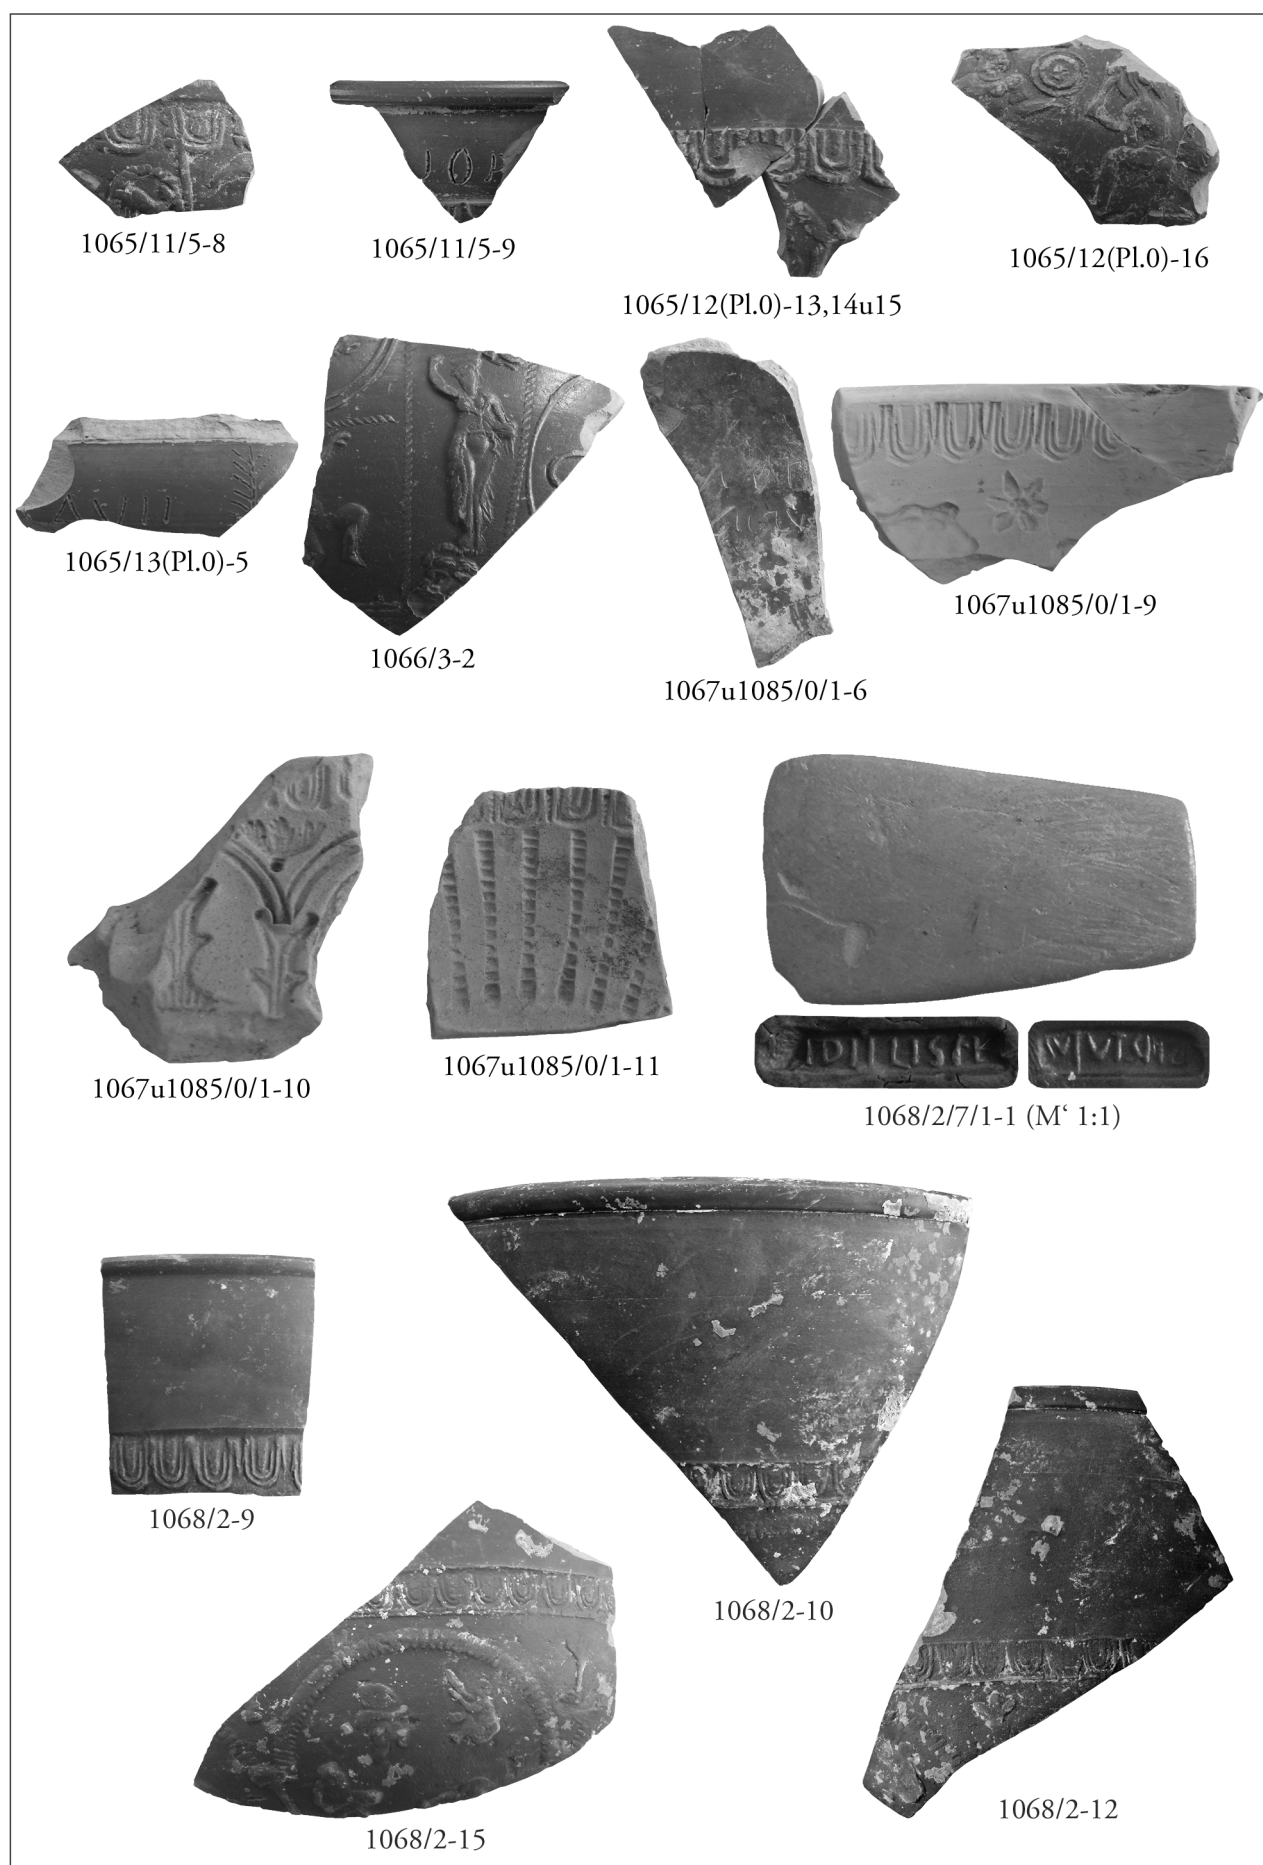 1065/11/5-8
1065/11/5-9
1065/12(Pl.0)-13,14u15
1065/12(Pl.0)-16
1065/13(Pl.0)-5
1066/3-2
1067u1085/0/1-6
1067u1085/0/1-9
1067u1085/0/1-10
1067u1085/0/1-11
1068/2/7/1-1 (M‘ 1:1)
1068/2-9
1068/2-10
1068/2-15
1068/2-12